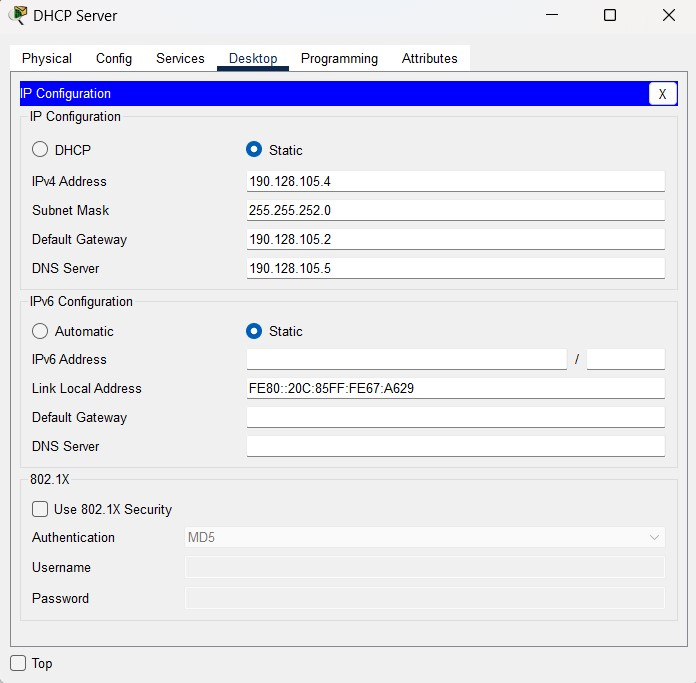 DHCP Server
Physical Config Services Desktop Programming Attributes
IP Configuration X
IP Configuration
DHCP Static
IPv4 Address 190.128.105.4
Subnet Mask 255.255.252.0
Default Gateway 190.128.105.2
DNS Server 190.128.105.5
IPv6 Configuration
Automatic Static
IPv6 Address /
Link Local Address FE80::20C:85FF:FE67:A629
Default Gateway
DNS Server
802.1X
Use 802.1X Security
Authentication MD5
Username
Password
Top